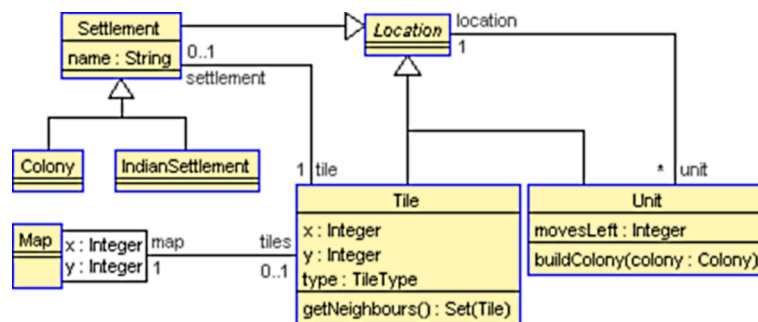 Settlement
name : String
0..1
settlement
Location
location
1
Colony
IndianSettlement
1 tile
* unit
Tile
x : Integer
y : Integer
type : TileType
getNeighbours() : Set(Tile)
Unit
movesLeft : Integer
buildColony(colony : Colony)
Map
x : Integer
y : Integer
map
1
tiles
0..1